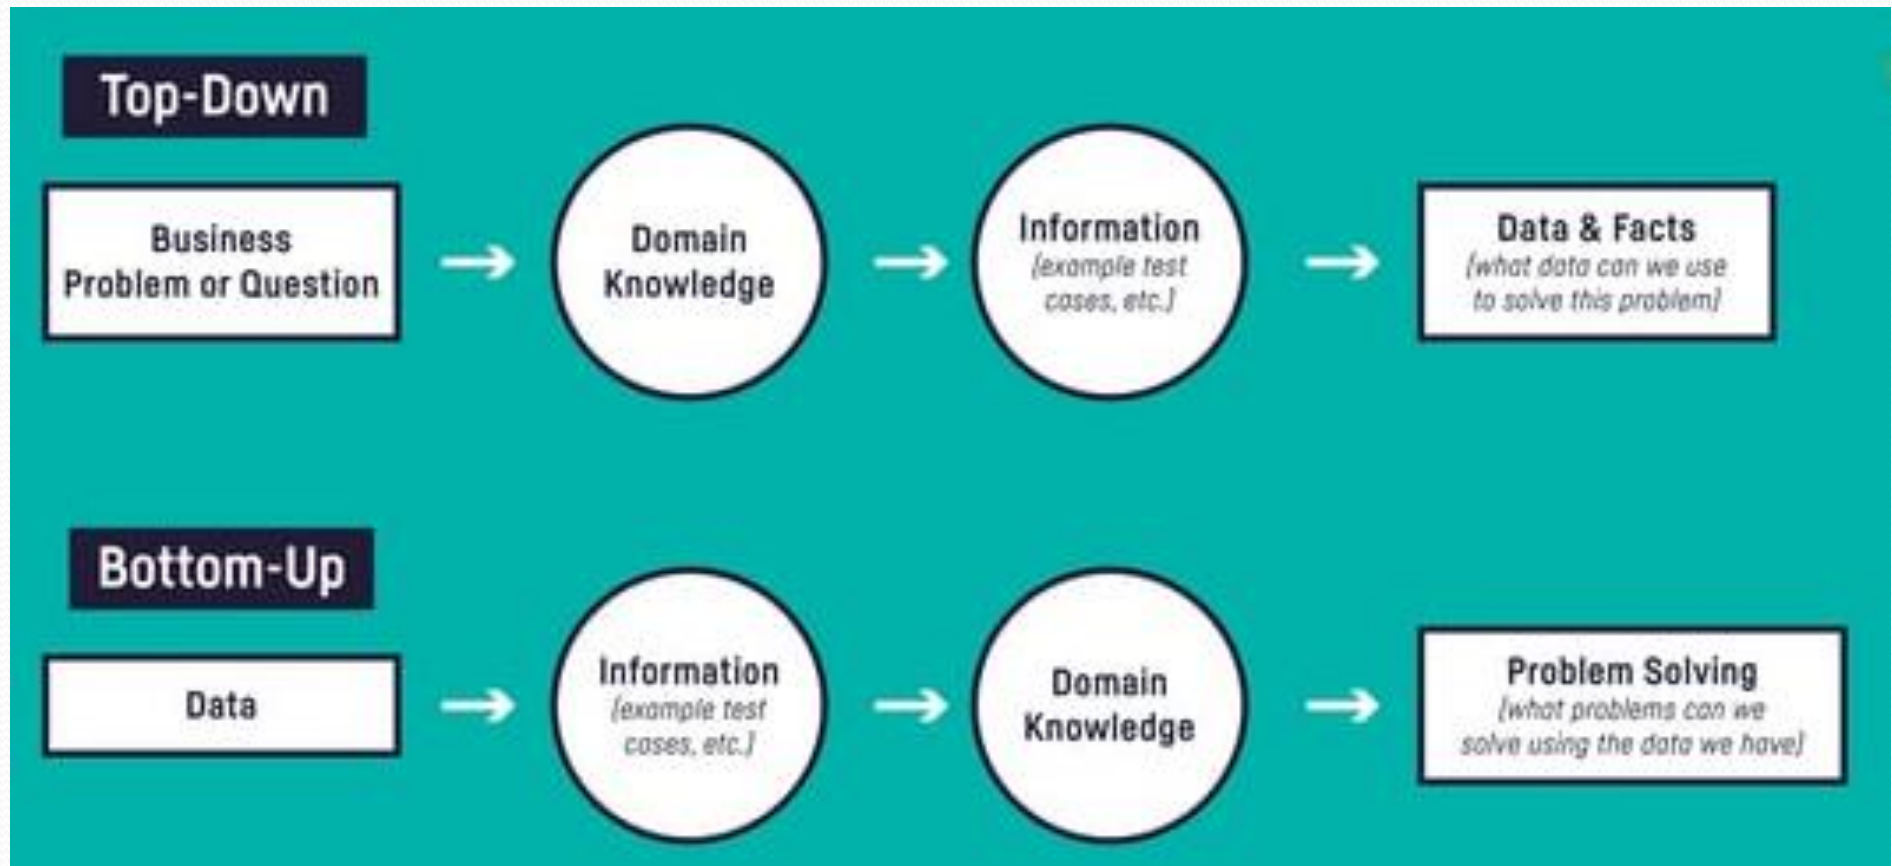 Top-Down
Business
Problem or Question
Domain
Knowledge
Information
(example test
cases, etc.)
Data & Facts
(what data can we use
to solve this problem)
Bottom-Up
Data
Information
(example test
cases, etc.)
Domain
Knowledge
Problem Solving
(what problems can we
solve using the data we have)